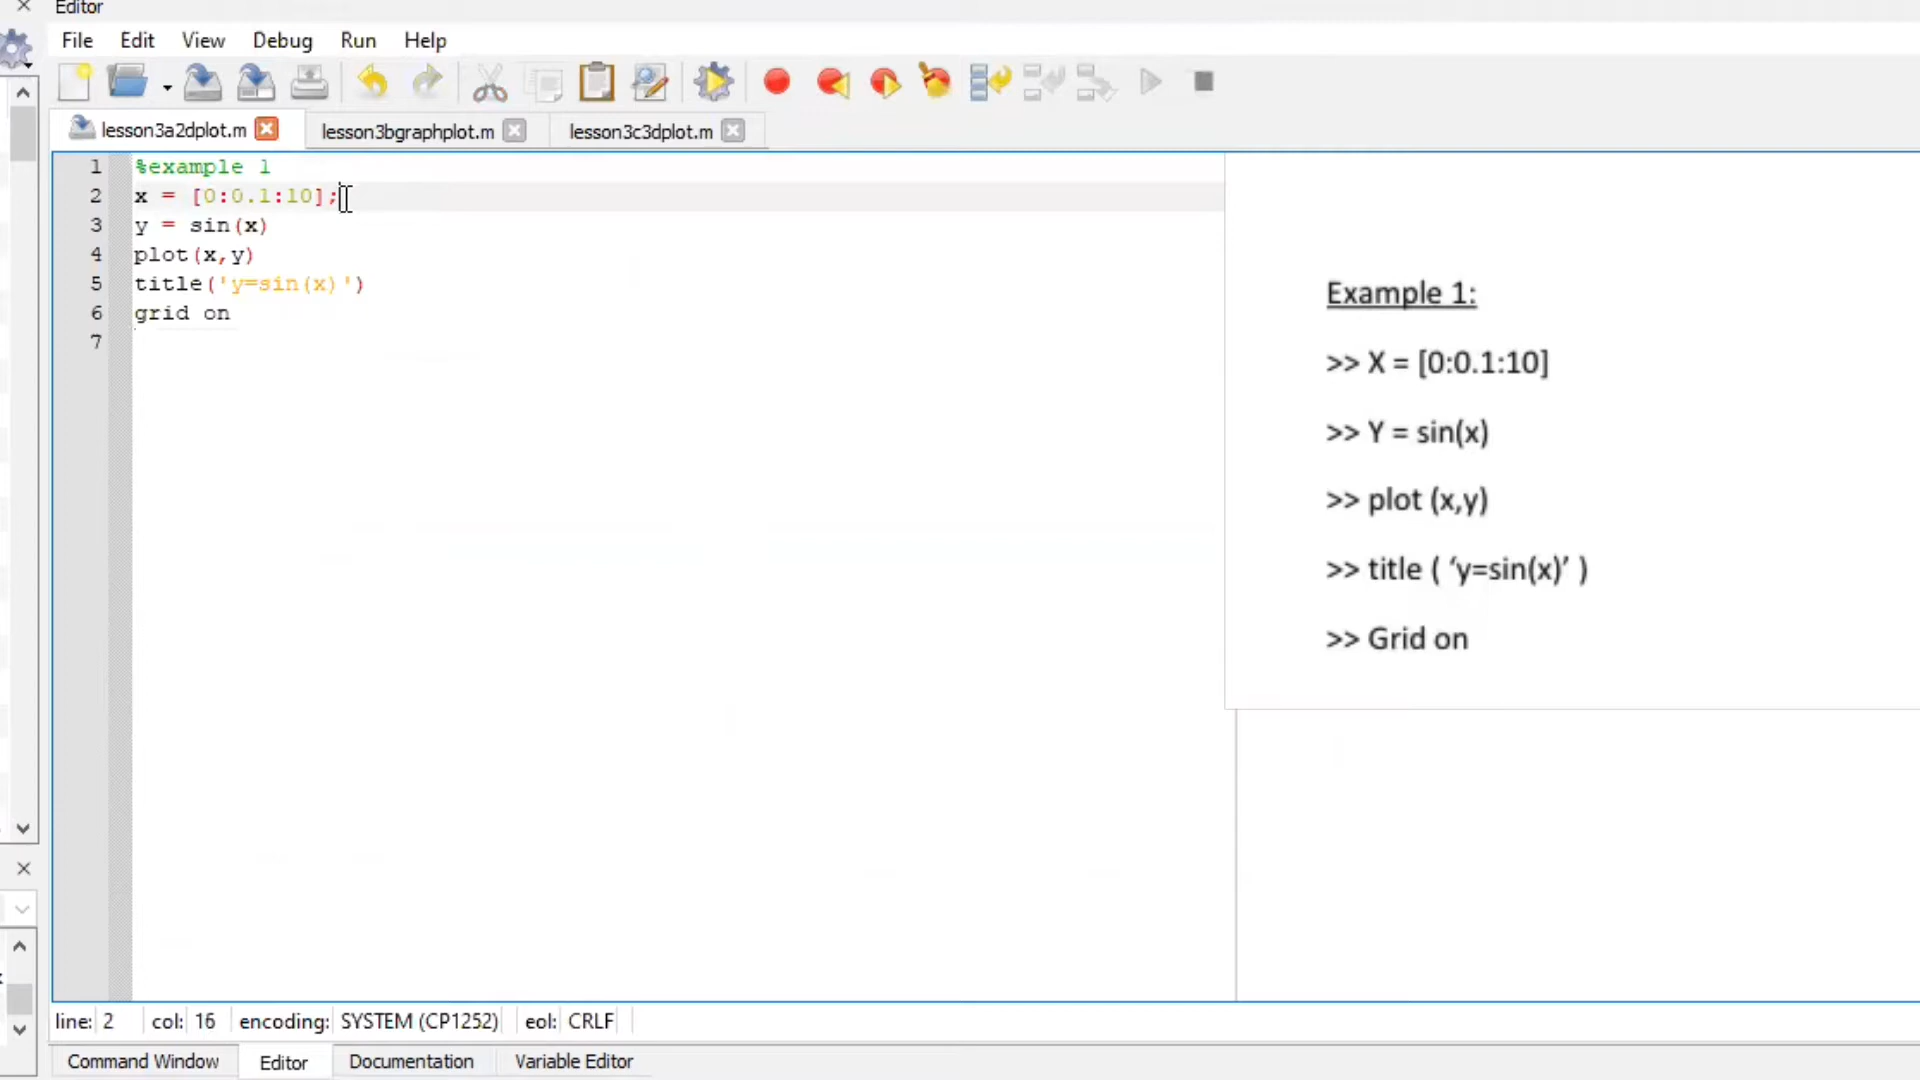 Editor
File Edit View Debug Run Help
lesson3a2dplot.m lesson3bgraphplot.m lesson3c3dplot.m
1 %example 1
2 x = [0:0.1:10];
3 y = sin(x)
4 plot(x,y)
5 title('y=sin(x)')
6 grid on
7
Example 1:
>> X = [0:0.1:10]
>> Y = sin(x)
>> plot (x,y)
>> title ( ‘y=sin(x)’ )
>> Grid on
line: 2 col: 16 encoding: SYSTEM (CP1252) eol: CRLF
Command Window Editor Documentation Variable Editor